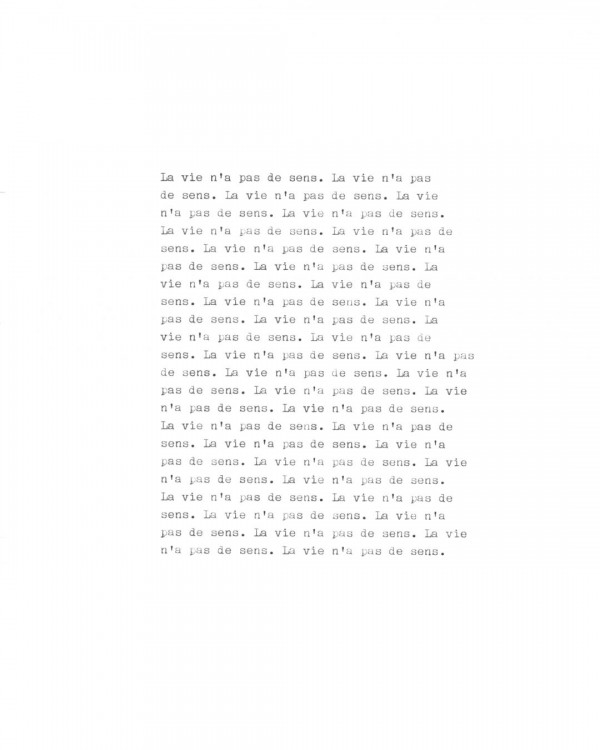 La vie n'a pas de sens. La vie n'a pas
de sens. La vie n'a pas de sens. La vie
n'a pas de sens. La vie n'a pas de sens.
La vie n'a pas de sens. La vie n'a pas de
sens. La vie n'a pas de sens. La vie n'a
pas de sens. La vie n'a pas de sens. La
vie n'a pas de sens. La vie n'a pas de
sens. La vie n'a pas de sens. La vie n'a
pas de sens. La vie n'a pas de sens. La
vie n'a pas de sens. La vie n'a pas de
sens. La vie n'a pas de sens. La vie n'a pas
de sens. La vie n'a pas de sens. La vie n'a
pas de sens. La vie n'a pas de sens. La vie
n'a pas de sens. La vie n'a pas de sens.
La vie n'a pas de sens. La vie n'a pas de
sens. La vie n'a pas de sens. La vie n'a
pas de sens. La vie n'a pas de sens. La vie
n'a pas de sens. La vie n'a pas de sens.
La vie n'a pas de sens. La vie n'a pas de
sens. La vie n'a pas de sens. La vie n'a
pas de sens. La vie n'a pas de sens. La vie
n'a pas de sens. La vie n'a pas de sens.